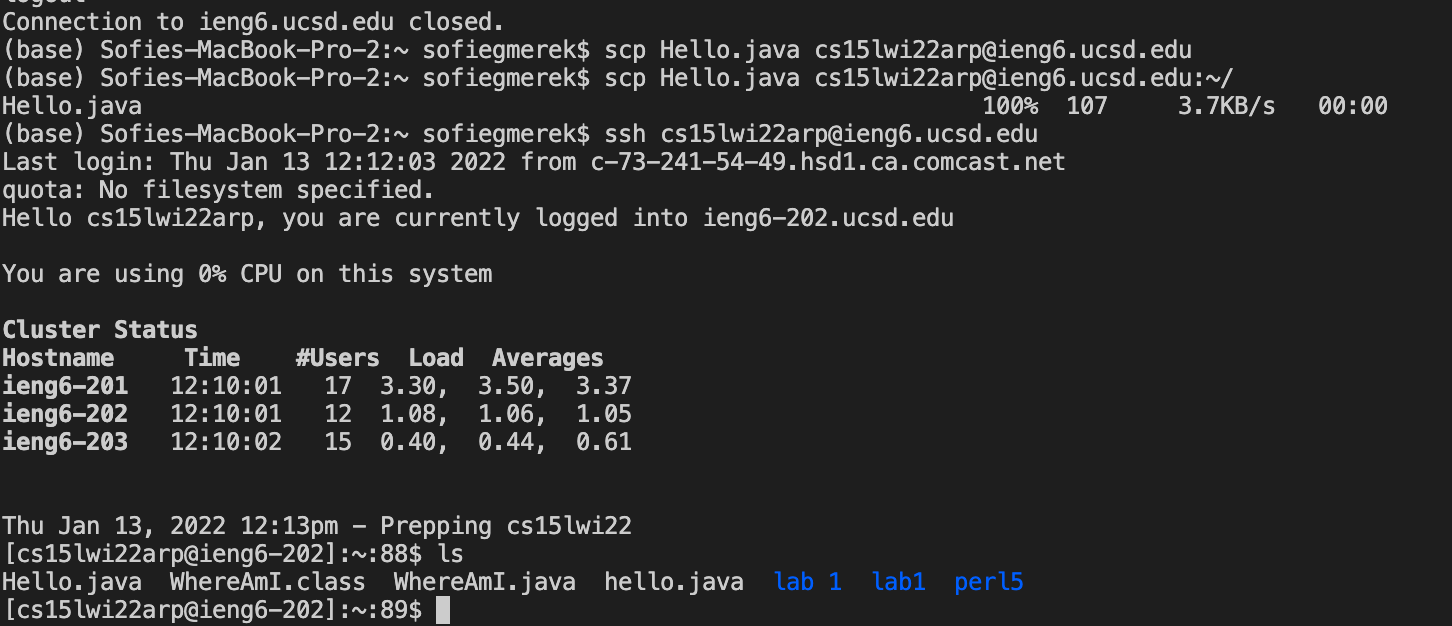 logout
Connection to ieng6.ucsd.edu closed.
(base) Sofies-MacBook-Pro-2:~ sofiegmerek$ scp Hello.java cs15lwi22arp@ieng6.ucsd.edu
(base) Sofies-MacBook-Pro-2:~ sofiegmerek$ scp Hello.java cs15lwi22arp@ieng6.ucsd.edu:~/
Hello.java 100% 107 3.7KB/s 00:00
(base) Sofies-MacBook-Pro-2:~ sofiegmerek$ ssh cs15lwi22arp@ieng6.ucsd.edu
Last login: Thu Jan 13 12:12:03 2022 from c-73-241-54-49.hsd1.ca.comcast.net
quota: No filesystem specified.
Hello cs15lwi22arp, you are currently logged into ieng6-202.ucsd.edu
You are using 0% CPU on this system
Cluster Status
Hostname Time #Users Load Averages
ieng6-201 12:10:01 17 3.30, 3.50, 3.37
ieng6-202 12:10:01 12 1.08, 1.06, 1.05
ieng6-203 12:10:02 15 0.40, 0.44, 0.61
Thu Jan 13, 2022 12:13pm - Prepping cs15lwi22
[cs15lwi22arp@ieng6-202]:~:88$ ls
Hello.java WhereAmI.class WhereAmI.java hello.java lab 1 lab1 perl5
[cs15lwi22arp@ieng6-202]:~:89$